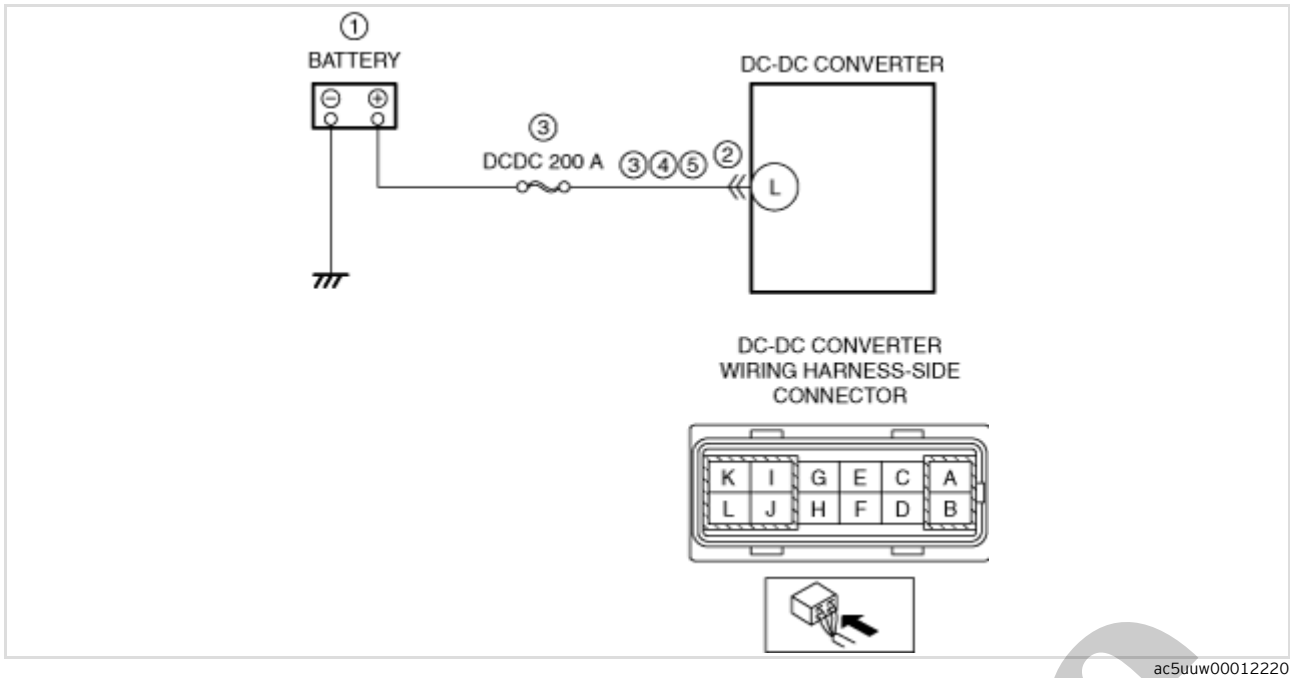 ①
BATTERY
DC-DC CONVERTER
⊖ ⊕
③
DCDC 200 A ③④⑤ ②
L
DC-DC CONVERTER
WIRING HARNESS-SIDE
CONNECTOR
K I G E C A
L J H F D B
ac5uuw00012220